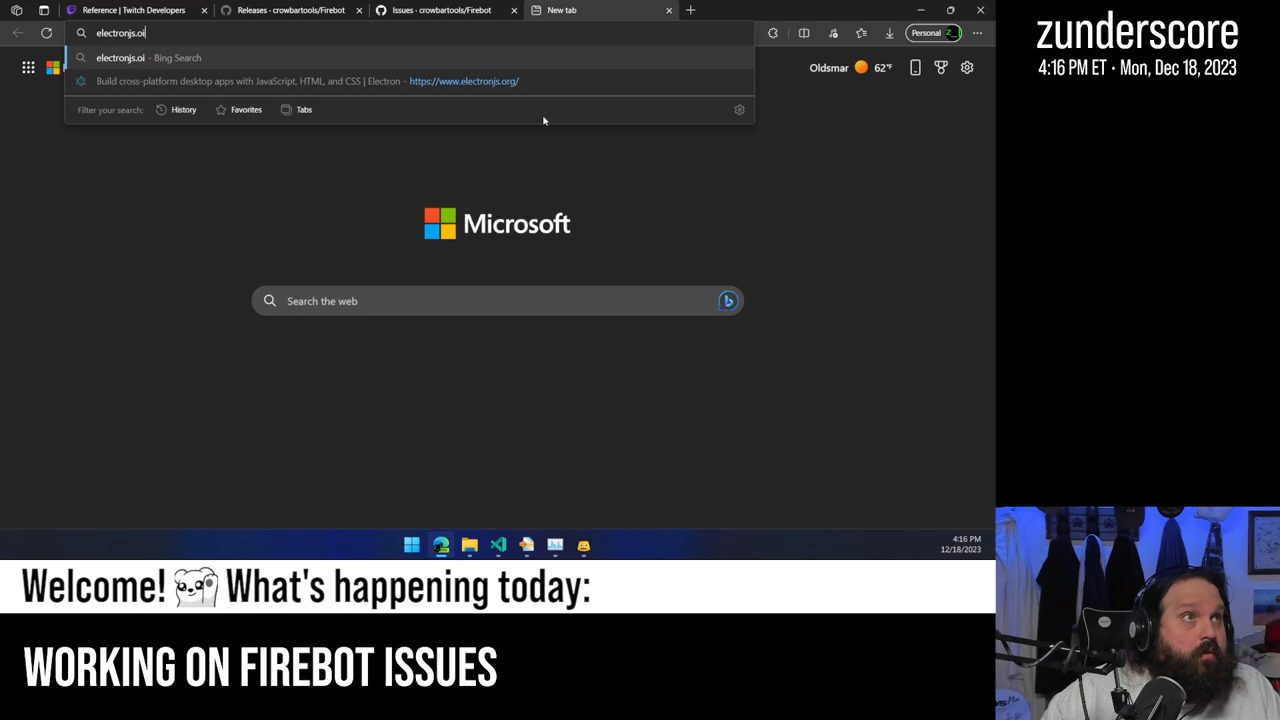 Reference | Twitch Developers
Releases - crowbartools/Firebot
Issues - crowbartools/Firebot
New tab
electronjs.oi
Personal
electronjs.oi - Bing Search
Build cross-platform desktop apps with JavaScript, HTML, and CSS | Electron - https://www.electronjs.org/
Filter your search:
History
Favorites
Tabs
Oldsmar
62°F
Microsoft
Search the web
4:16 PM
12/18/2023
zunderscore
4:16 PM ET • Mon, Dec 18, 2023
Welcome! What's happening today:
WORKING ON FIREBOT ISSUES